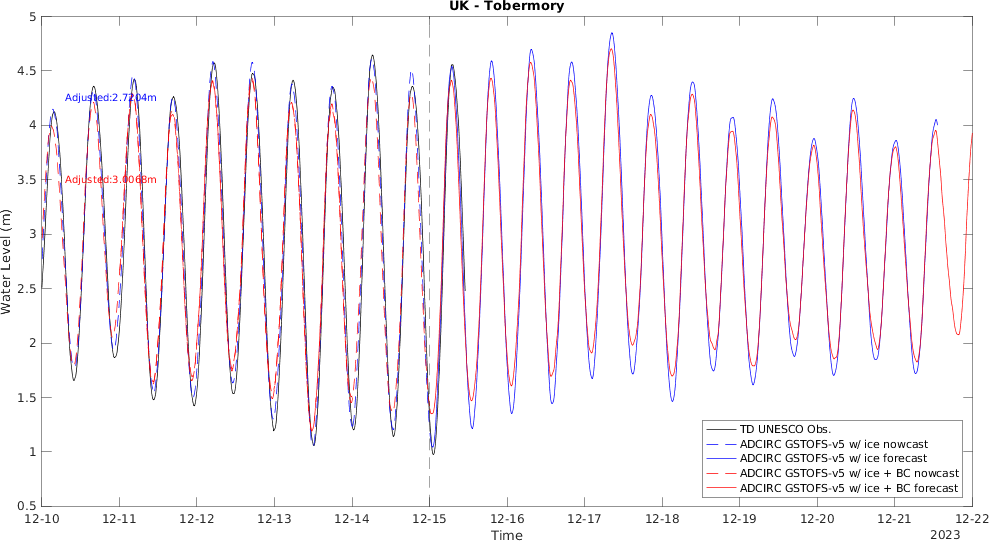 UK - Tobermory
5
4.5
4
3.5
3
2.5
2
1.5
1
0.5
Water Level (m)
Adjusted:2.7204m
Adjusted:3.0068m
TD UNESCO Obs.
ADCIRC GSTOFS-v5 w/ ice nowcast
ADCIRC GSTOFS-v5 w/ ice forecast
ADCIRC GSTOFS-v5 w/ ice + BC nowcast
ADCIRC GSTOFS-v5 w/ ice + BC forecast
12-10 12-11 12-12 12-13 12-14 12-15 12-16 12-17 12-18 12-19 12-20 12-21 12-22
Time
2023